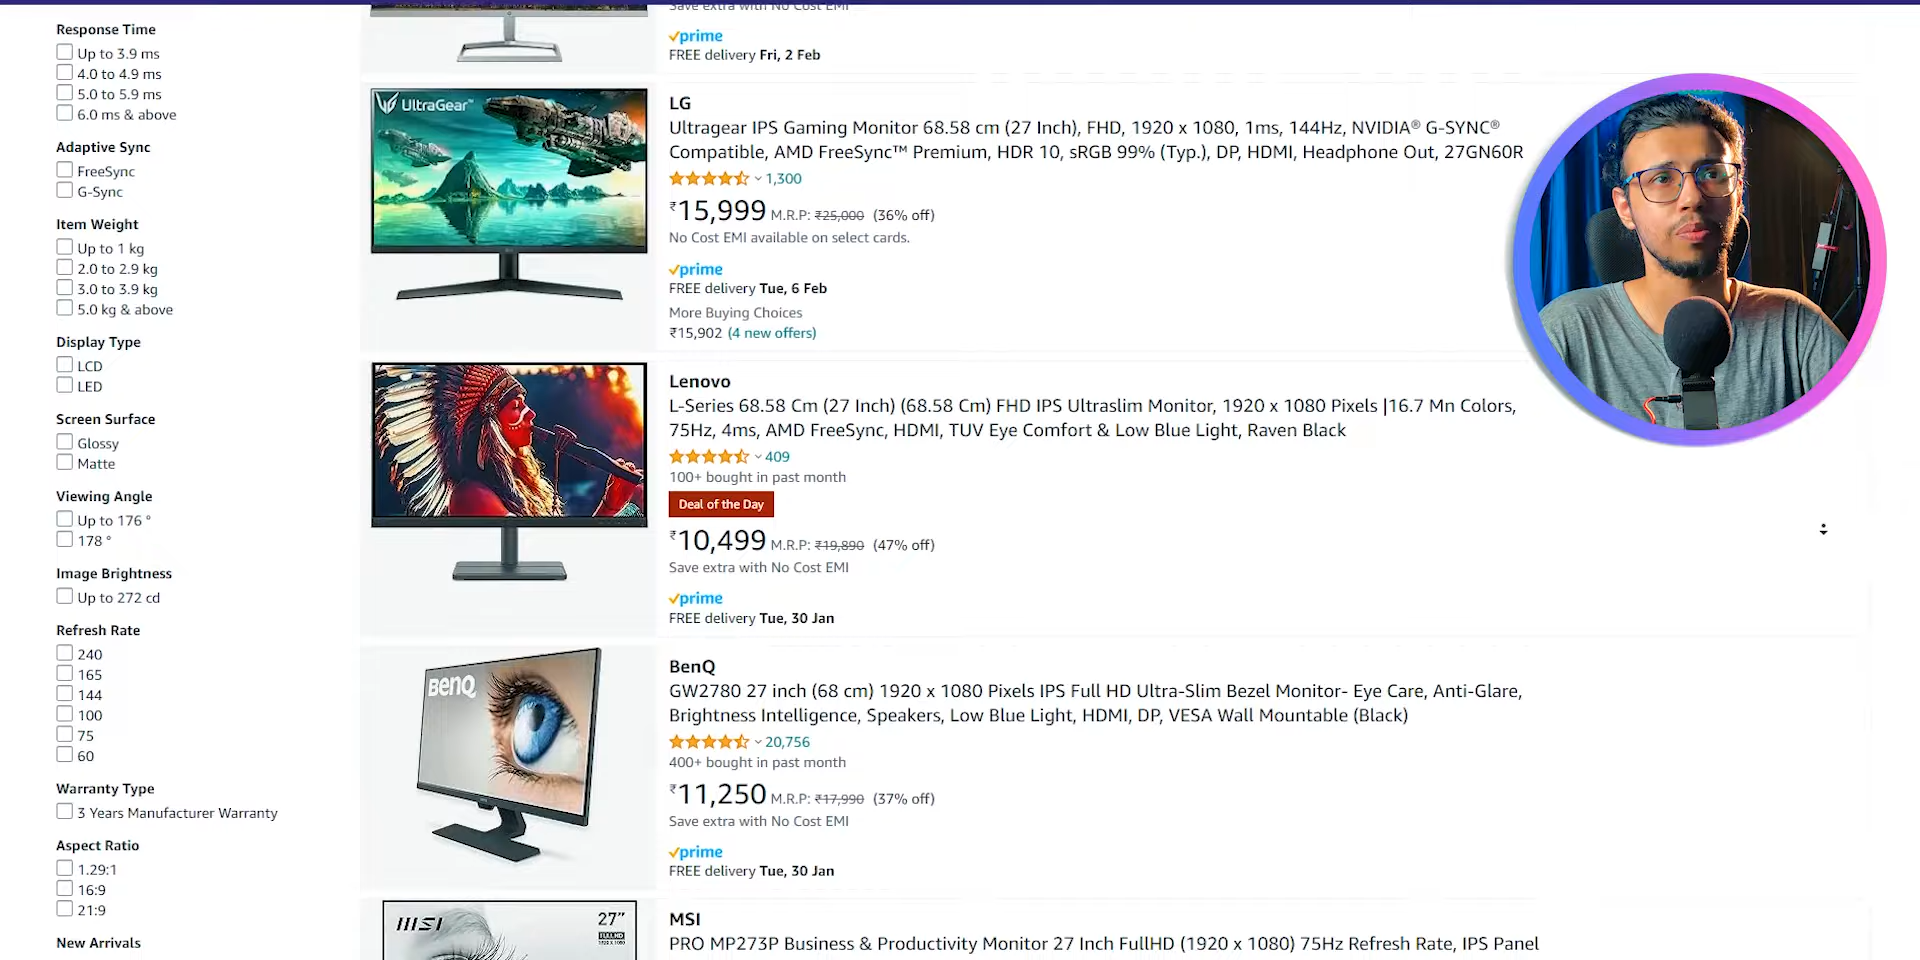 Response Time
Up to 3.9 ms
4.0 to 4.9 ms
5.0 to 5.9 ms
6.0 ms & above
Adaptive Sync
FreeSync
G-Sync
Item Weight
Up to 1 kg
2.0 to 2.9 kg
3.0 to 3.9 kg
5.0 kg & above
Display Type
LCD
LED
Screen Surface
Glossy
Matte
Viewing Angle
Up to 176 °
178 °
Image Brightness
Up to 272 cd
Refresh Rate
240
165
144
100
75
60
Warranty Type
3 Years Manufacturer Warranty
Aspect Ratio
1.29:1
16:9
21:9
New Arrivals
Save extra with No Cost EMI
prime
FREE delivery Fri, 2 Feb
UltraGear™
LG
Ultragear IPS Gaming Monitor 68.58 cm (27 Inch), FHD, 1920 x 1080, 1ms, 144Hz, NVIDIA® G-SYNC®
Compatible, AMD FreeSync™ Premium, HDR 10, sRGB 99% (Typ.), DP, HDMI, Headphone Out, 27GN60R
1,300
₹15,999 M.R.P: ₹25,000 (36% off)
No Cost EMI available on select cards.
prime
FREE delivery Tue, 6 Feb
More Buying Choices
₹15,902 (4 new offers)
Lenovo
L-Series 68.58 Cm (27 Inch) (68.58 Cm) FHD IPS Ultraslim Monitor, 1920 x 1080 Pixels |16.7 Mn Colors,
75Hz, 4ms, AMD FreeSync, HDMI, TUV Eye Comfort & Low Blue Light, Raven Black
409
100+ bought in past month
Deal of the Day
₹10,499 M.R.P: ₹19,890 (47% off)
Save extra with No Cost EMI
prime
FREE delivery Tue, 30 Jan
BenQ
BenQ
GW2780 27 inch (68 cm) 1920 x 1080 Pixels IPS Full HD Ultra-Slim Bezel Monitor- Eye Care, Anti-Glare,
Brightness Intelligence, Speakers, Low Blue Light, HDMI, DP, VESA Wall Mountable (Black)
20,756
400+ bought in past month
₹11,250 M.R.P: ₹17,990 (37% off)
Save extra with No Cost EMI
prime
FREE delivery Tue, 30 Jan
msi
27"
FULL HD
1920 x 1080
MSI
PRO MP273P Business & Productivity Monitor 27 Inch FullHD (1920 x 1080) 75Hz Refresh Rate, IPS Panel